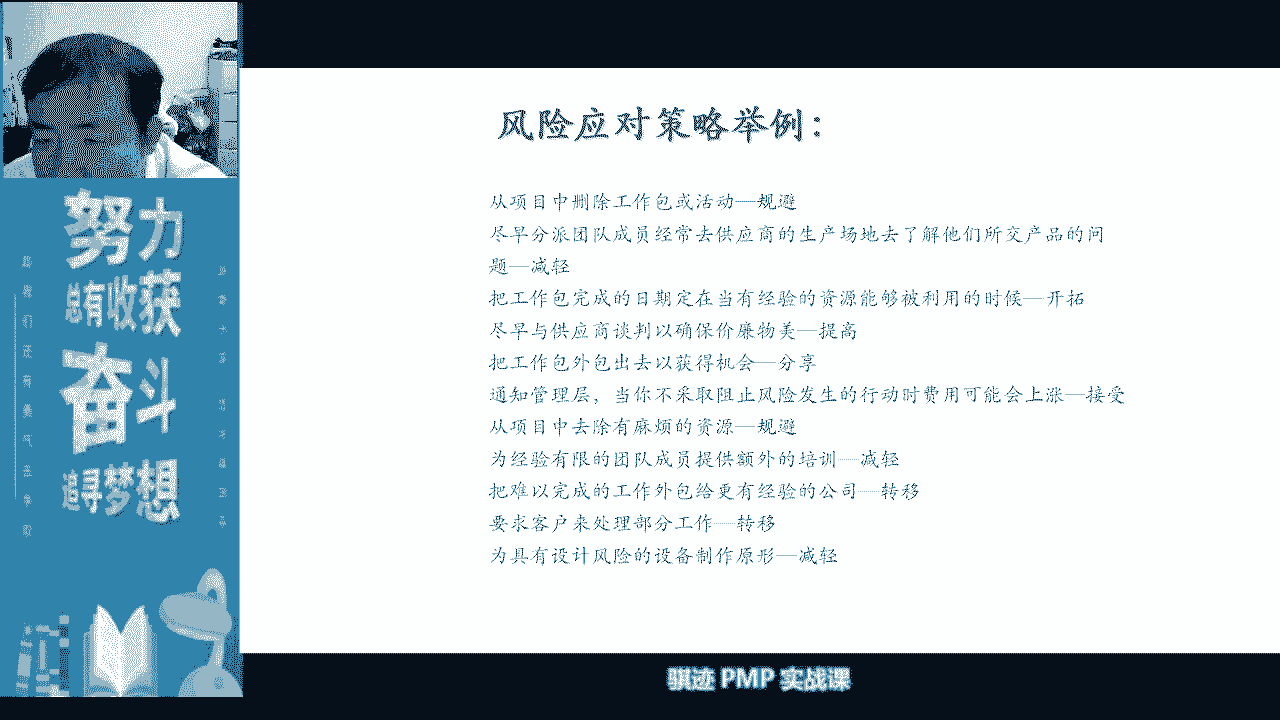 风险应对策略举例：
从项目中删除工作包或活动—规避
尽早分派团队成员经常去供应商的生产场地去了解他们所交产品的问
题—减轻
把工作包完成的日期定在当有经验的资源能够被利用的时候—开拓
尽早与供应商谈判以确保价廉物美—提高
把工作包外包出去以获得机会—分享
通知管理层，当你不采取阻止风险发生的行动时费用可能会上涨—接受
从项目中去除有麻烦的资源—规避
为经验有限的团队成员提供额外的培训—减轻
把难以完成的工作外包给更有经验的公司—转移
要求客户来处理部分工作—转移
为具有设计风险的设备制作原形—减轻
努力
总有收获
奋斗
追寻梦想
骐迹 PMP 实战课